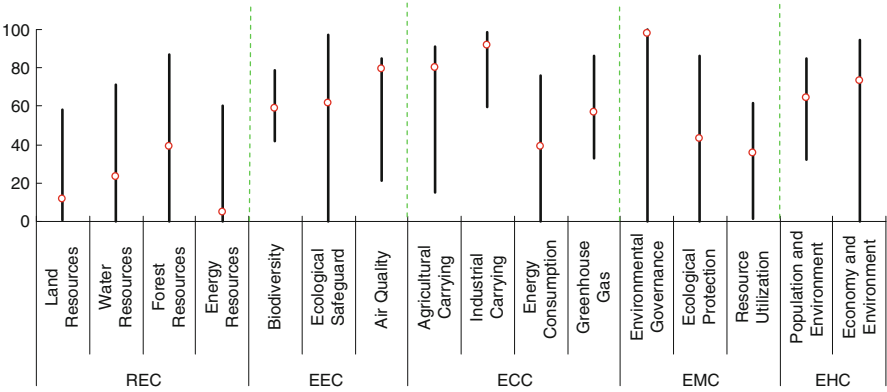 100
80
60
40
20
0
Land
Resources
Water
Resources
Forest
Resources
Energy
Resources
Biodiversity
Ecological
Safeguard
Air Quality
Agricultural
Carrying
Industrial
Carrying
Energy
Consumption
Greenhouse
Gas
Environmental
Governance
Ecological
Protection
Resource
Utilization
Population and
Environment
Economy and
Environment
REC
EEC
ECC
EMC
EHC